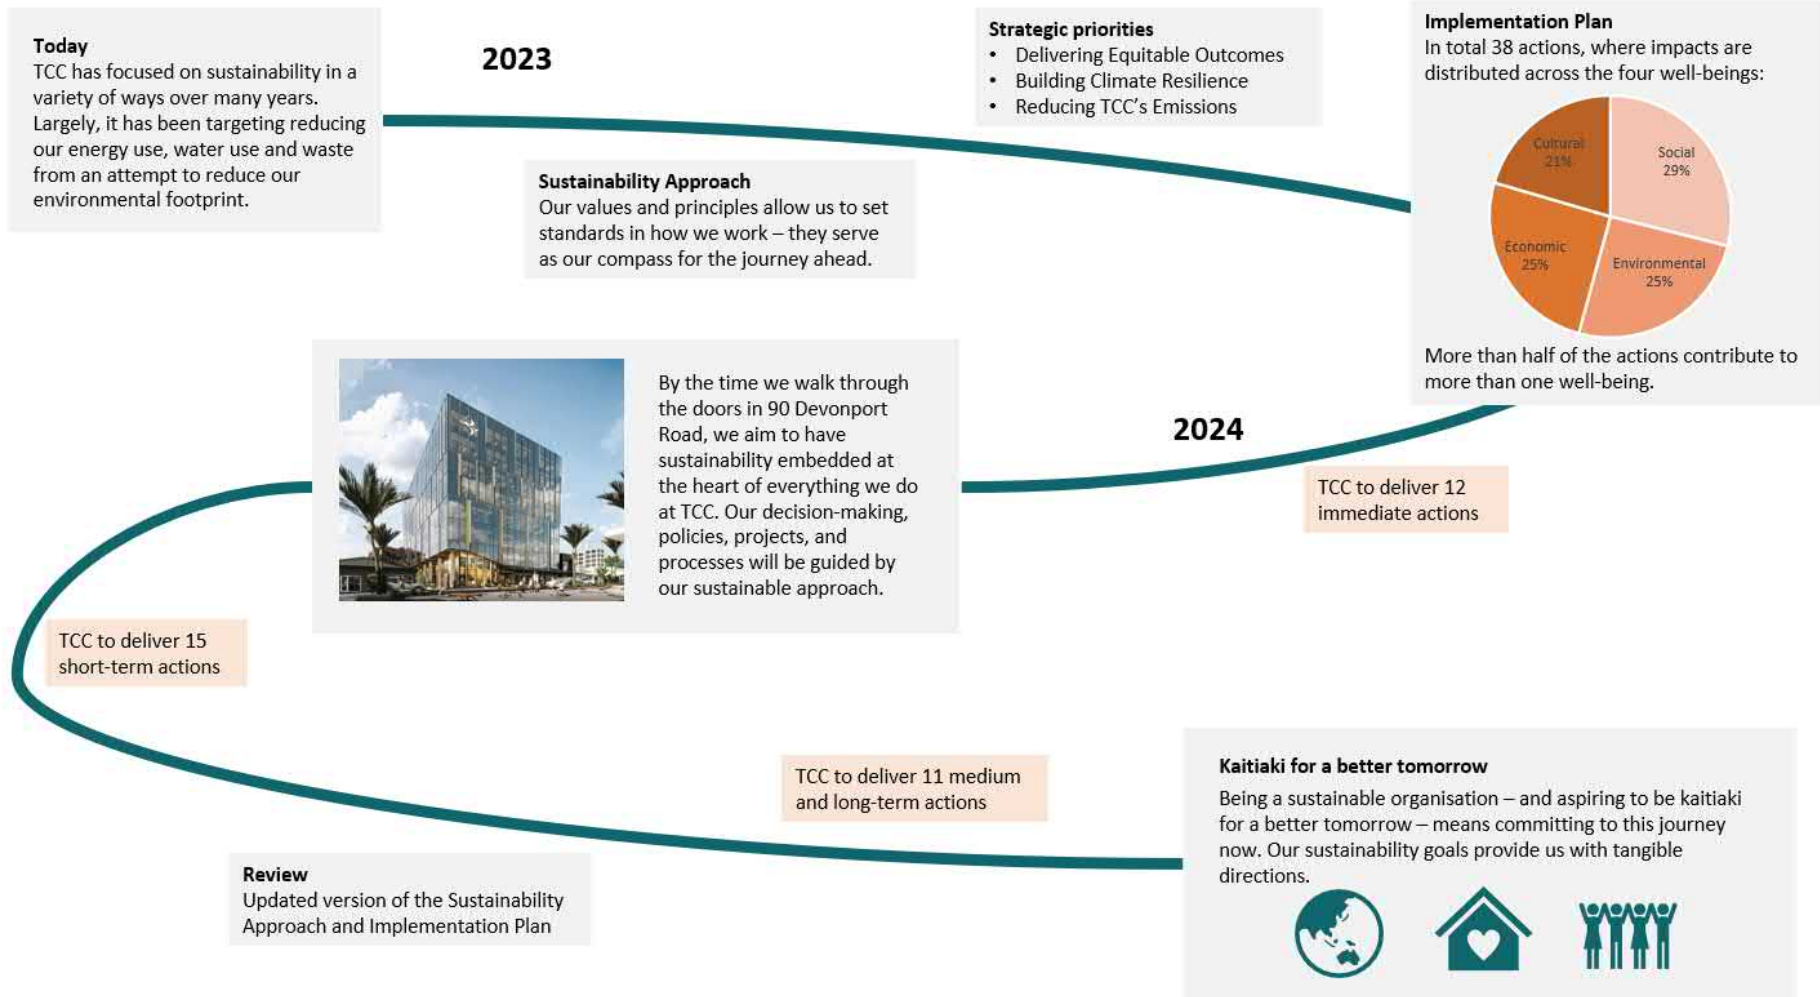 Today
TCC has focused on sustainability in a
variety of ways over many years.
Largely, it has been targeting reducing
our energy use, water use and waste
from an attempt to reduce our
environmental footprint.
2023
Sustainability Approach
Our values and principles allow us to set
standards in how we work – they serve
as our compass for the journey ahead.
Strategic priorities
• Delivering Equitable Outcomes
• Building Climate Resilience
• Reducing TCC's Emissions
Implementation Plan
In total 38 actions, where impacts are
distributed across the four well-beings:
Cultural
21%
Social
29%
Economic
25%
Environmental
25%
More than half of the actions contribute to
more than one well-being.
2024
TCC to deliver 12
immediate actions
By the time we walk through
the doors in 90 Devonport
Road, we aim to have
sustainability embedded at
the heart of everything we do
at TCC. Our decision-making,
policies, projects, and
processes will be guided by
our sustainable approach.
TCC to deliver 15
short-term actions
Review
Updated version of the Sustainability
Approach and Implementation Plan
TCC to deliver 11 medium
and long-term actions
Kaitiaki for a better tomorrow
Being a sustainable organisation – and aspiring to be kaitiaki
for a better tomorrow – means committing to this journey
now. Our sustainability goals provide us with tangible
directions.